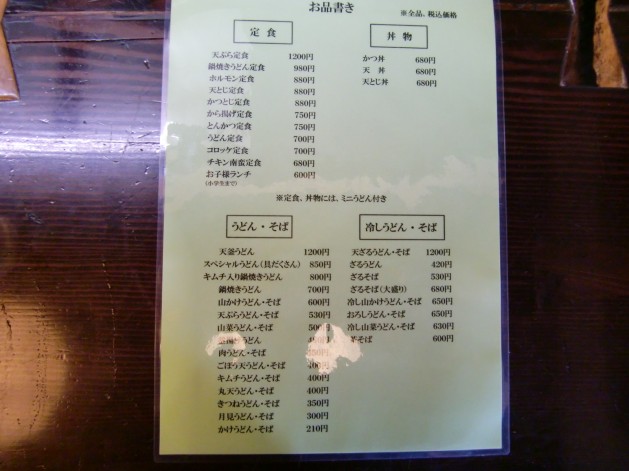 お品書き
※全品、税込価格
定食
天ぷら定食 1200円
鍋焼きうどん定食 980円
ホルモン定食 880円
天とじ定食 880円
かつとじ定食 880円
から揚げ定食 750円
とんかつ定食 750円
うどん定食 700円
コロッケ定食 700円
チキン南蛮定食 680円
お子様ランチ 600円
(小学生まで)
丼物
かつ丼 680円
天 丼 680円
天とじ丼 680円
※定食、丼物には、ミニうどん付き
うどん・そば
天釜うどん 1200円
スペシャルうどん(具だくさん) 850円
キムチ入り鍋焼きうどん 800円
鍋焼きうどん 700円
山かけうどん・そば 600円
天ぷらうどん・そば 530円
山菜うどん・そば 500円
うどん・そば
肉うどん・そば
ごぼう天うどん・そば 400円
キムチうどん・そば 400円
丸天うどん・そば 400円
きつねうどん・そば 350円
月見うどん・そば 300円
かけうどん・そば 210円
冷しうどん・そば
天ざるうどん・そば 1200円
ざるうどん 420円
ざるそば 530円
ざるそば(大盛り) 680円
冷し山かけうどん・そば 650円
おろしうどん・そば 650円
冷し山菜うどん・そば 630円
そば 600円